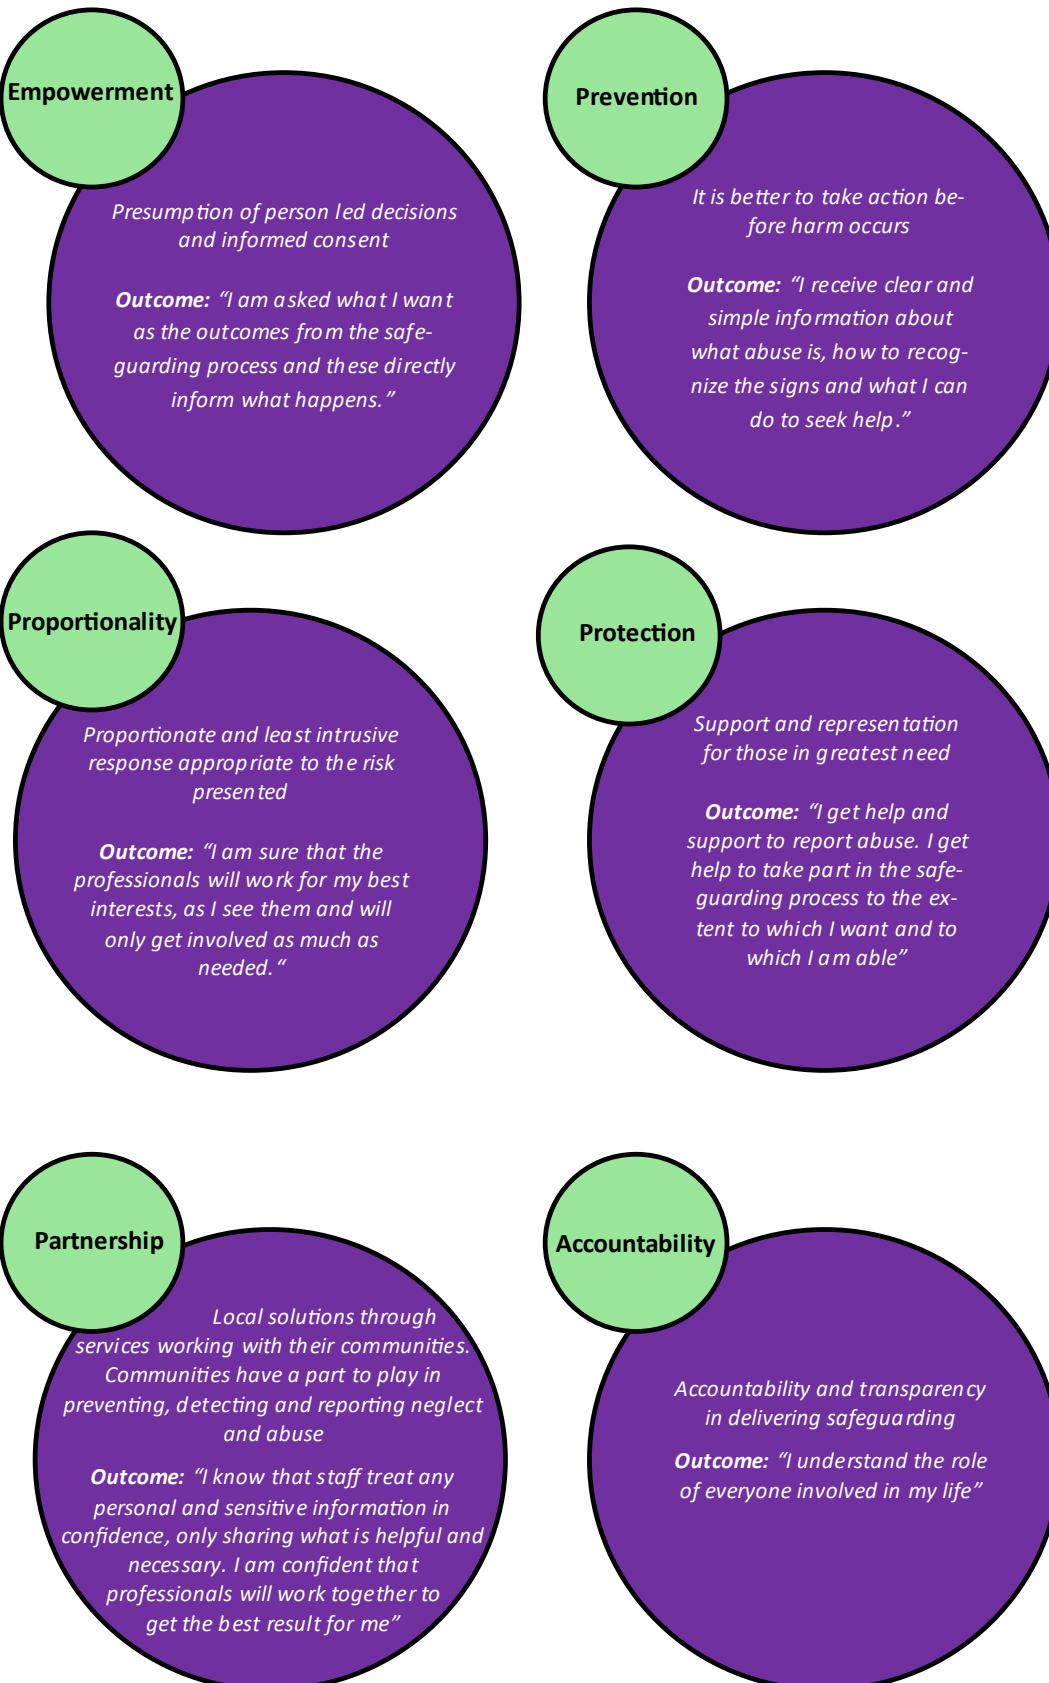 Empowerment
Presumption of person led decisions
and informed consent
Outcome: “I am asked what I want
as the outcomes from the safe-
guarding process and these directly
inform what happens.”
Prevention
It is better to take action be-
fore harm occurs
Outcome: “I receive clear and
simple information about
what abuse is, how to recog-
nize the signs and what I can
do to seek help.”
Proportionality
Proportionate and least intrusive
response appropriate to the risk
presented
Outcome: “I am sure that the
professionals will work for my best
interests, as I see them and will
only get involved as much as
needed.“
Protection
Support and representation
for those in greatest need
Outcome: “I get help and
support to report abuse. I get
help to take part in the safe-
guarding process to the ex-
tent to which I want and to
which I am able”
Partnership
Local solutions through
services working with their communities.
Communities have a part to play in
preventing, detecting and reporting neglect
and abuse
Outcome: “I know that staff treat any
personal and sensitive information in
confidence, only sharing what is helpful and
necessary. I am confident that
professionals will work together to
get the best result for me”
Accountability
Accountability and transparency
in delivering safeguarding
Outcome: “I understand the role
of everyone involved in my life”